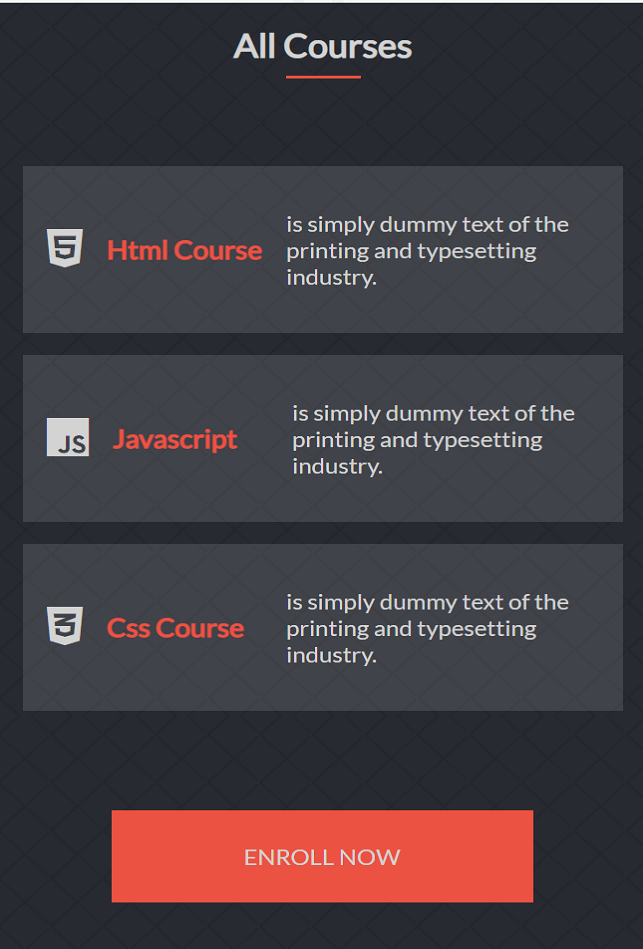 All Courses
5
Html Course
is simply dummy text of the
printing and typesetting
industry.
JS
Javascript
is simply dummy text of the
printing and typesetting
industry.
3
Css Course
is simply dummy text of the
printing and typesetting
industry.
ENROLL NOW